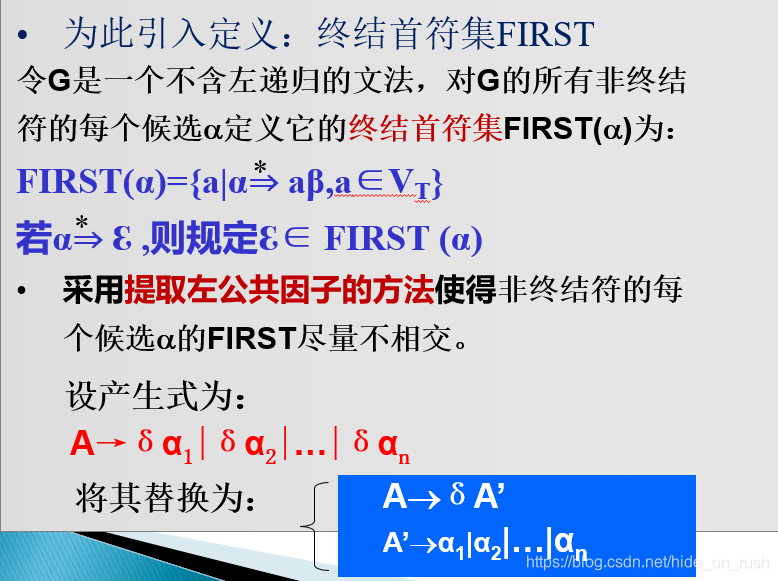 • 为此引入定义：终结首符集FIRST
令G是一个不含左递归的文法，对G的所有非终结
符的每个候选α定义它的终结首符集FIRST(α)为：
FIRST(α)={a|α⇒* aβ,a∈VT}
若α⇒* ε ,则规定ε∈ FIRST (α)
• 采用提取左公共因子的方法使得非终结符的每
个候选α的FIRST尽量不相交。
设产生式为：
A→δα1|δα2|…|δαn
将其替换为：
A→δA’
A’→α1|α2|…|αn
https://blog.csdn.net/hide_on_rush